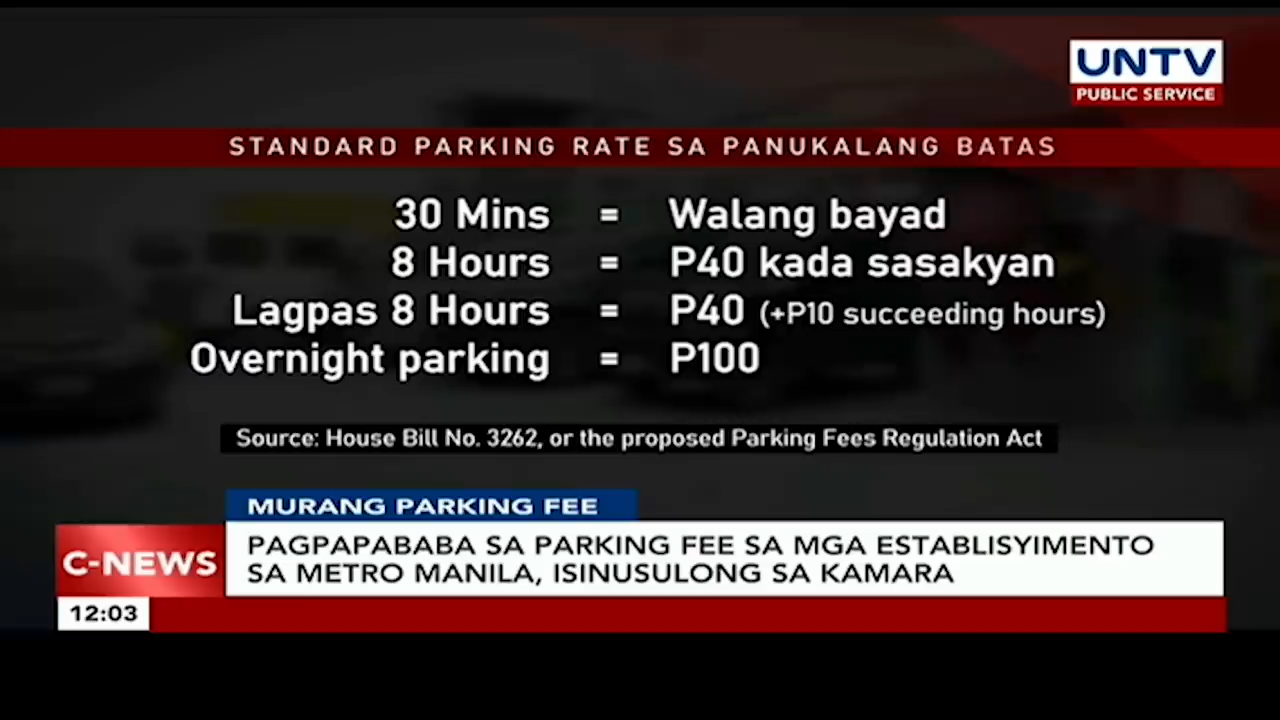 UNTV
PUBLIC SERVICE
STANDARD PARKING RATE SA PANUKALANG BATAS
30 Mins = Walang bayad
8 Hours = P40 kada sasakyan
Lagpas 8 Hours = P40 (+P10 succeeding hours)
Overnight parking = P100
Source: House Bill No. 3262, or the proposed Parking Fees Regulation Act
MURANG PARKING FEE
C-NEWS
PAGPAPABABA SA PARKING FEE SA MGA ESTABLISYIMENTO
SA METRO MANILA, ISINUSULONG SA KAMARA
12:03